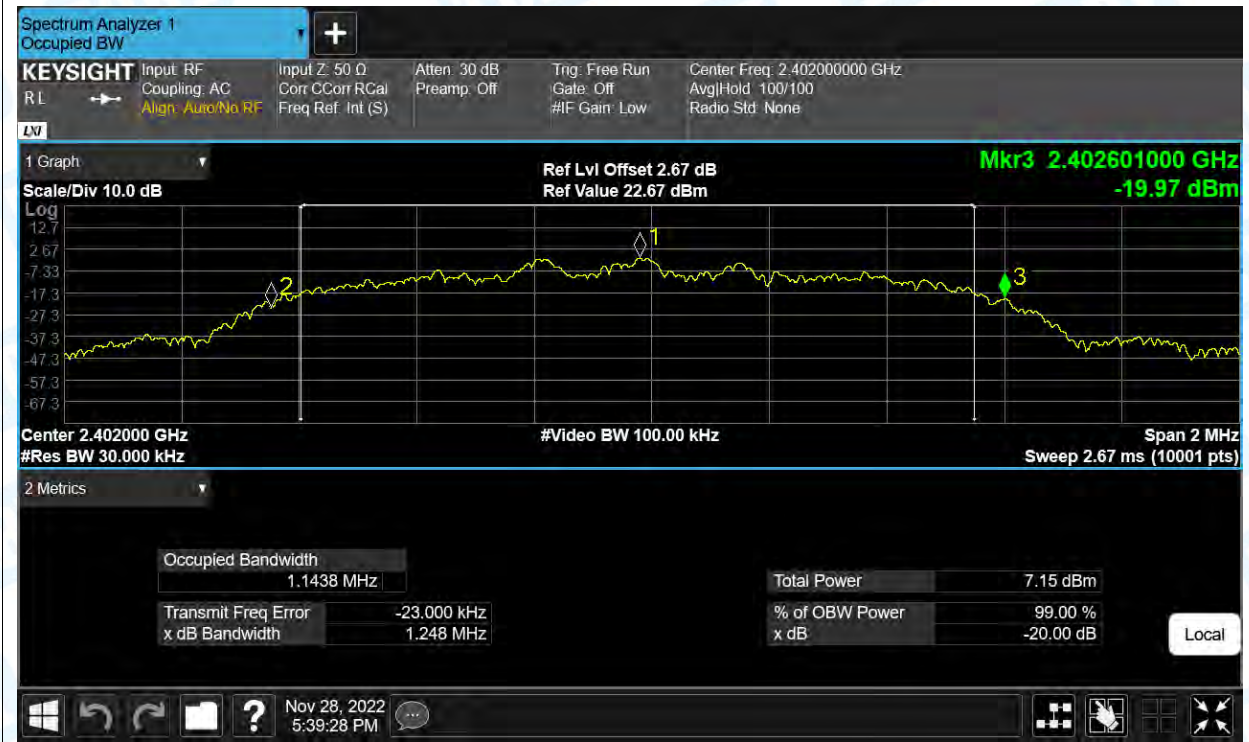 Spectrum Analyzer 1
Occupied BW
+
KEYSIGHT Input: RF Input Z: 50 Ω Atten: 30 dB Trig: Free Run Center Freq: 2.402000000 GHz
R L Coupling: AC Corr CCorr RCal Preamp: Off Gate: Off Avg|Hold: 100/100
Align: Auto/No RF Freq Ref: Int (S) #IF Gain: Low Radio Std: None
LXI
1 Graph Ref Lvl Offset 2.67 dB Mkr3 2.402601000 GHz
Scale/Div 10.0 dB Ref Value 22.67 dBm -19.97 dBm
Log
12.7
2.67
-7.33
-17.3
-27.3
-37.3
-47.3
-57.3
-67.3
1
2
3
Center 2.402000 GHz #Video BW 100.00 kHz Span 2 MHz
#Res BW 30.000 kHz Sweep 2.67 ms (10001 pts)
2 Metrics
Occupied Bandwidth
1.1438 MHz Total Power 7.15 dBm
Transmit Freq Error -23.000 kHz % of OBW Power 99.00 %
x dB Bandwidth 1.248 MHz x dB -20.00 dB
Local
? Nov 28, 2022
5:39:28 PM